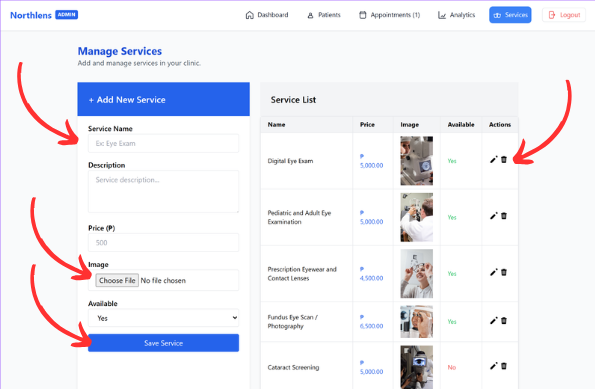 Northlens ADMIN
Dashboard
Patients
Appointments (1)
Analytics
Services
Logout
Manage Services
Add and manage services in your clinic.
+ Add New Service
Service Name
Ex: Eye Exam
Description
Service description...
Price (₱)
500
Image
Choose File No file chosen
Available
Yes
Save Service
Service List
Name Price Image Available Actions
Digital Eye Exam
₱
5,000.00
Yes
Pediatric and Adult Eye
Examination
₱
5,000.00
Yes
Prescription Eyewear and
Contact Lenses
₱
4,500.00
Yes
Fundus Eye Scan /
Photography
₱
6,500.00
Yes
Cataract Screening
₱
5,000.00
No